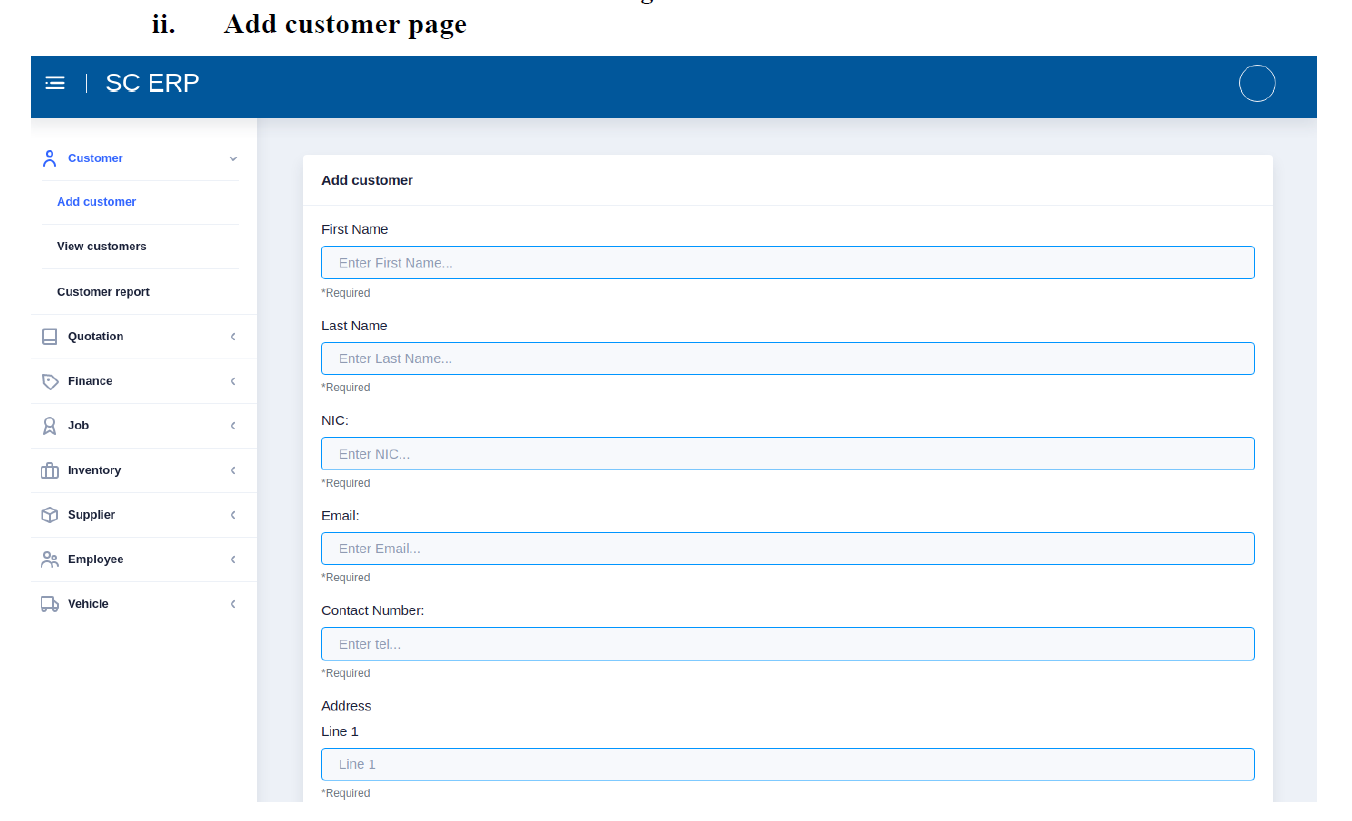 ii. Add customer page
SC ERP
Customer
Add customer
View customers
Customer report
Quotation
Finance
Job
Inventory
Supplier
Employee
Vehicle
Add customer
First Name
Enter First Name...
*Required
Last Name
Enter Last Name...
*Required
NIC:
Enter NIC...
*Required
Email:
Enter Email...
*Required
Contact Number:
Enter tel...
*Required
Address
Line 1
Line 1
*Required